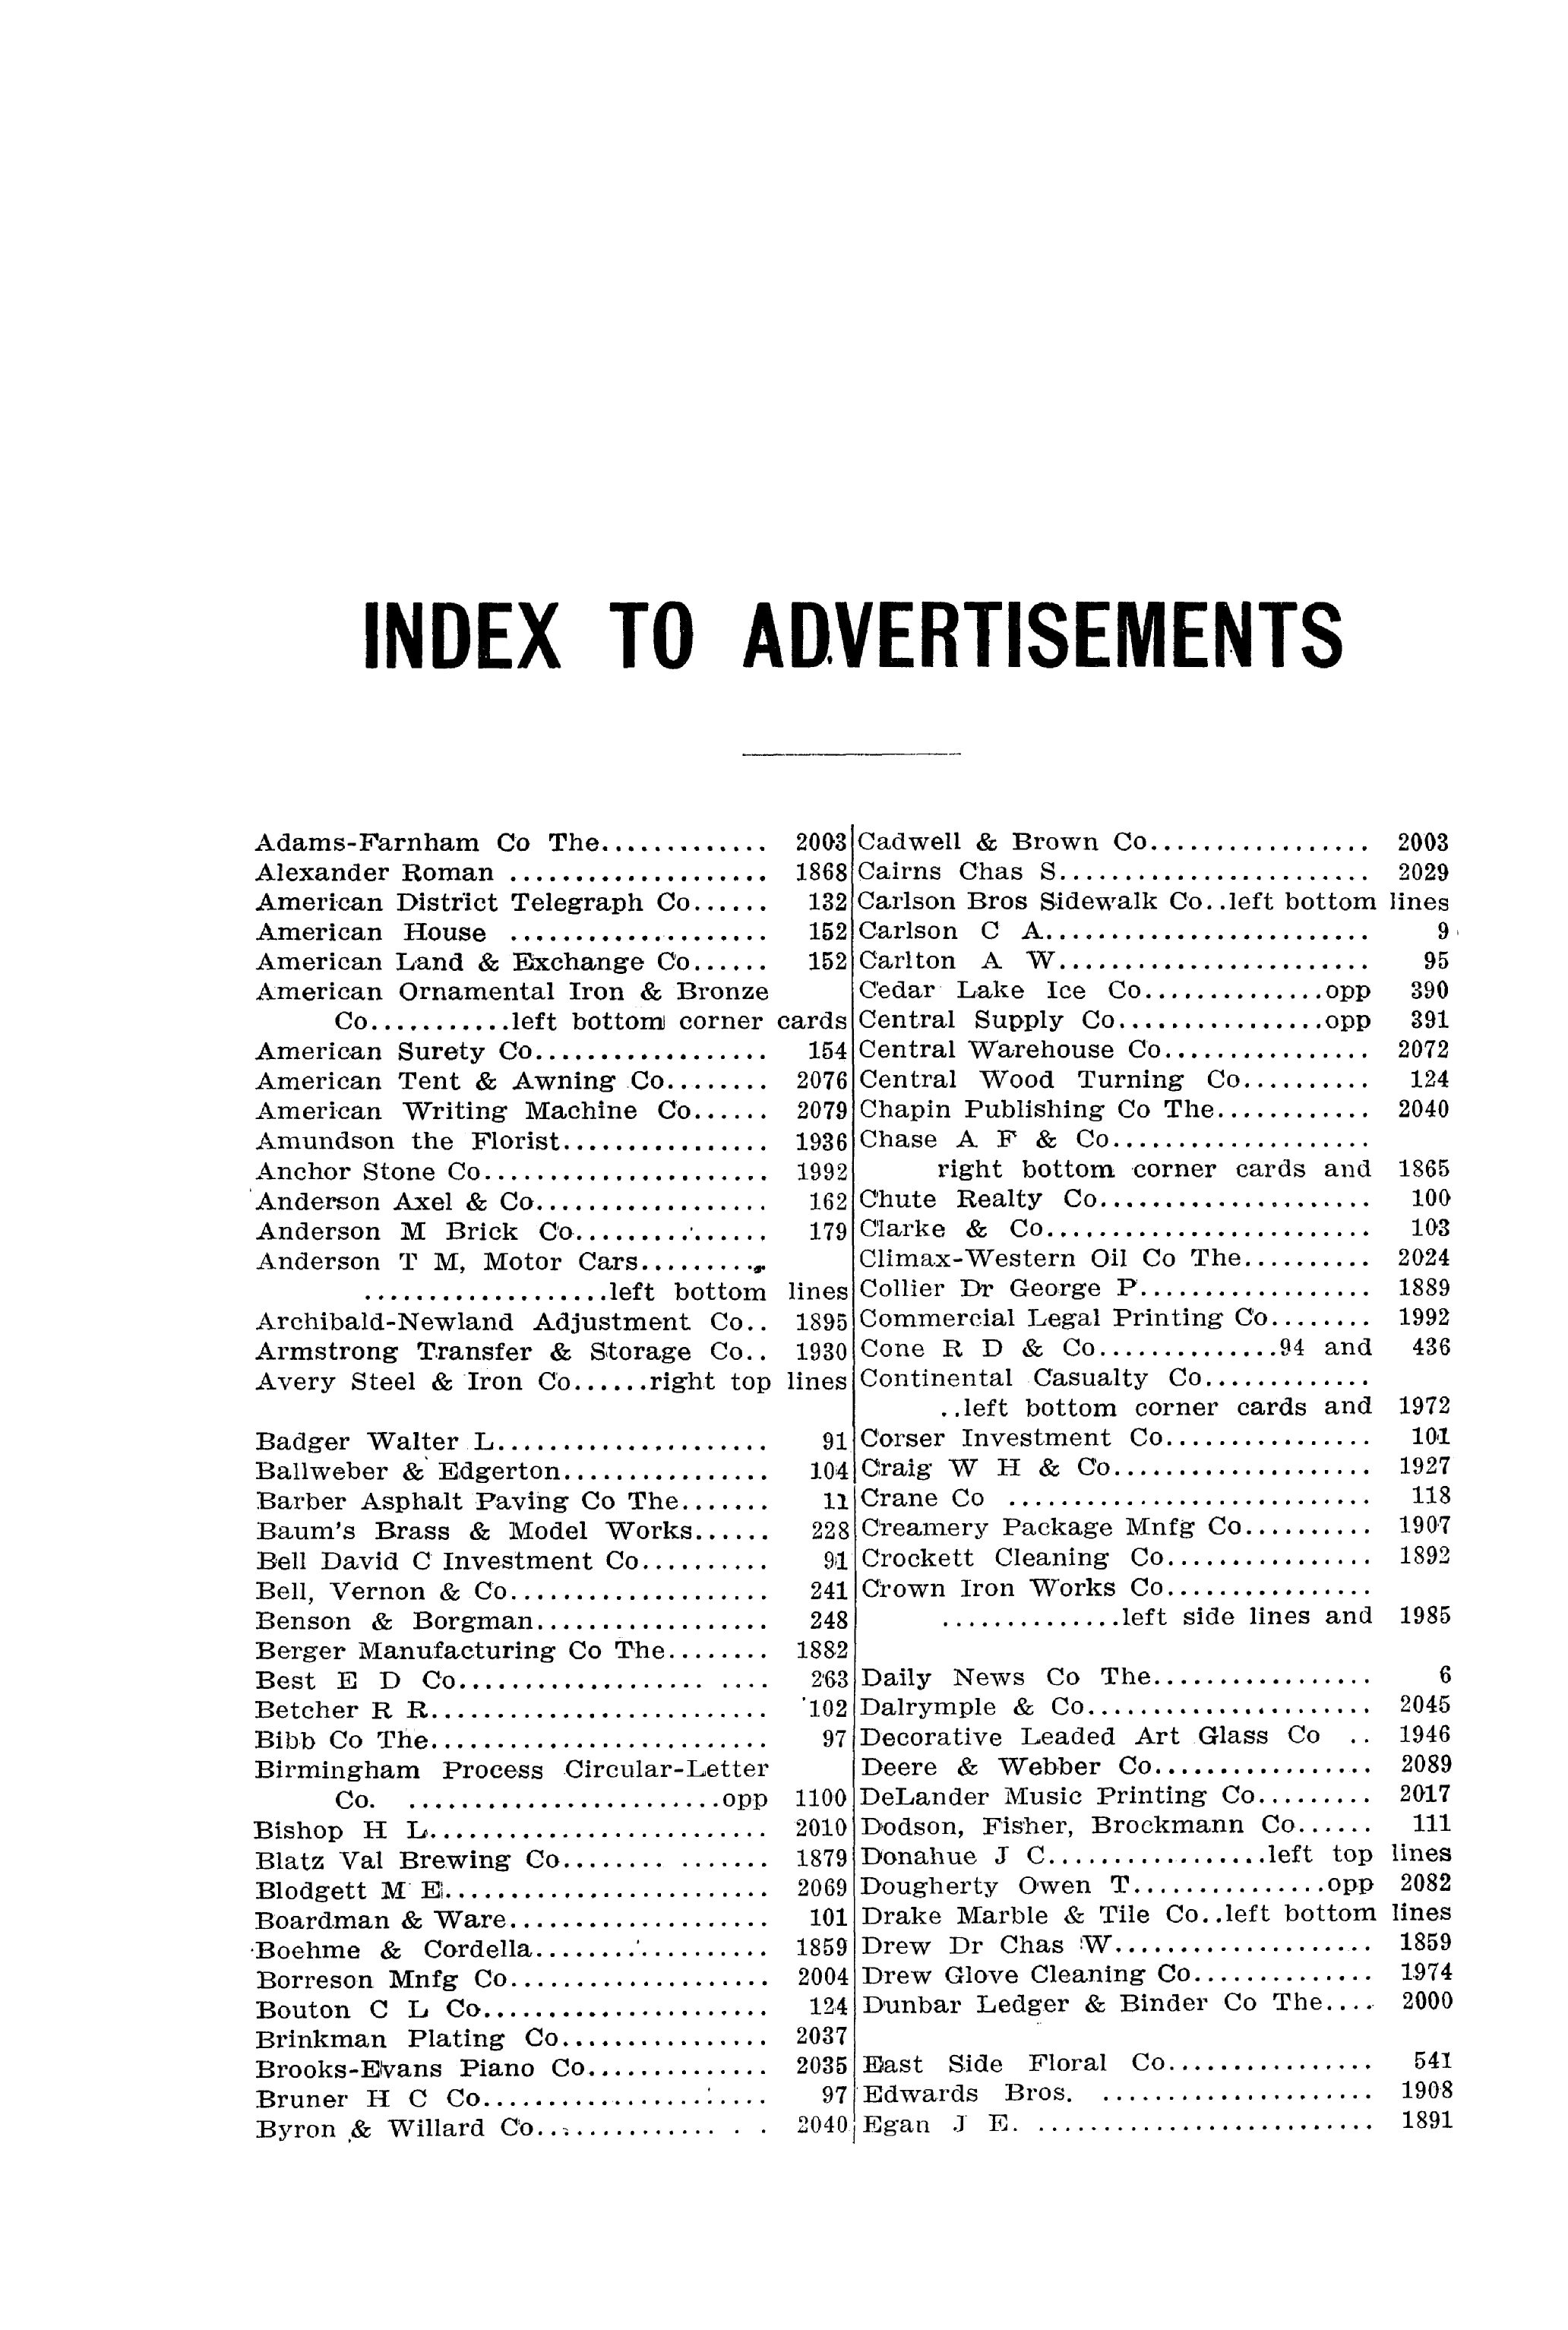 INDEX TO ADVERTISEMENTS
Adams-Farnham Co The............. 2003
Alexander Roman .................... 1868
American District Telegraph Co...... 132
American House .................... 152
American Land & Exchange Co...... 152
American Ornamental Iron & Bronze
Co...........left bottom corner cards
American Surety Co.................. 154
American Tent & Awning Co........ 2076
American Writing Machine Co...... 2079
Amundson the Florist................ 1936
Anchor Stone Co...................... 1992
Anderson Axel & Co.................. 162
Anderson M Brick Co............... 179
Anderson T M, Motor Cars..........
...................left bottom lines
Archibald-Newland Adjustment Co.. 1895
Armstrong Transfer & Storage Co.. 1930
Avery Steel & Iron Co......right top lines
Badger Walter L..................... 91
Ballweber & Edgerton................ 104
Barber Asphalt Paving Co The....... 11
Baum's Brass & Model Works...... 228
Bell David C Investment Co.......... 91
Bell, Vernon & Co.................... 241
Benson & Borgman.................. 248
Berger Manufacturing Co The........ 1882
Best E D Co................... .... 263
Betcher R R.......................... 102
Bibb Co The.......................... 97
Birmingham Process Circular-Letter
Co. ........................opp 1100
Bishop H L.......................... 2010
Blatz Val Brewing Co........ ....... 1879
Blodgett M E......................... 2069
Boardman & Ware.................... 101
Boehme & Cordella.................. 1859
Borreson Mnfg Co.................... 2004
Bouton C L Co...................... 124
Brinkman Plating Co................ 2037
Brooks-Evans Piano Co.............. 2035
Bruner H C Co...................... 97
Byron & Willard Co.............. . . 2040
Cadwell & Brown Co................. 2003
Cairns Chas S........................ 2029
Carlson Bros Sidewalk Co..left bottom lines
Carlson C A......................... 9
Carlton A W........................ 95
Cedar Lake Ice Co..............opp 390
Central Supply Co................opp 391
Central Warehouse Co................ 2072
Central Wood Turning Co.......... 124
Chapin Publishing Co The............ 2040
Chase A F & Co....................
right bottom corner cards and 1865
Chute Realty Co..................... 100
Clarke & Co......................... 103
Climax-Western Oil Co The.......... 2024
Collier Dr George P.................. 1889
Commercial Legal Printing Co........ 1992
Cone R D & Co..............94 and 436
Continental Casualty Co.............
..left bottom corner cards and 1972
Corser Investment Co................ 101
Craig W H & Co.................... 1927
Crane Co ............................ 118
Creamery Package Mnfg Co.......... 1907
Crockett Cleaning Co................ 1892
Crown Iron Works Co................
..............left side lines and 1985
Daily News Co The................. 6
Dalrymple & Co...................... 2045
Decorative Leaded Art Glass Co .. 1946
Deere & Webber Co................. 2089
DeLander Music Printing Co......... 2017
Dodson, Fisher, Brockmann Co...... 111
Donahue J C.................left top lines
Dougherty Owen T...............opp 2082
Drake Marble & Tile Co..left bottom lines
Drew Dr Chas W.................... 1859
Drew Glove Cleaning Co.............. 1974
Dunbar Ledger & Binder Co The.... 2000
East Side Floral Co................ 541
Edwards Bros. ..................... 1908
Egan J E. .......................... 1891